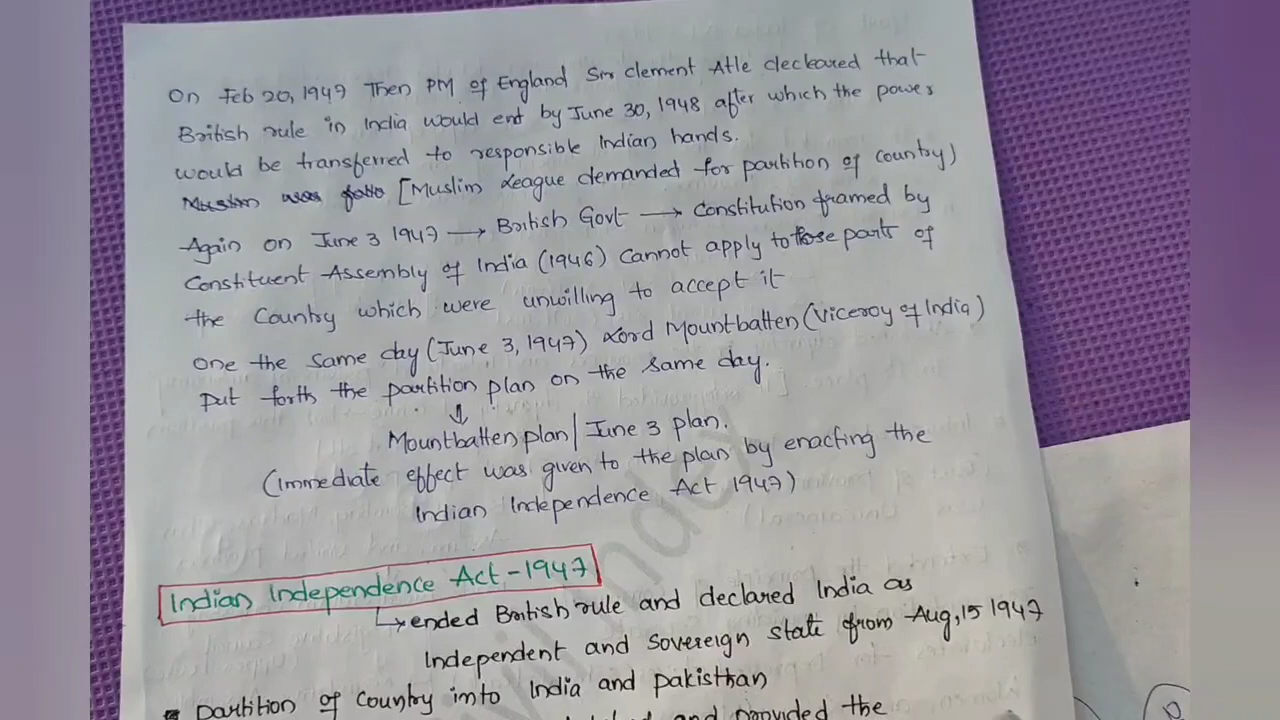 On Feb 20, 1947 Then PM of England Sir clement Atle decleared that
British rule in India would ent by June 30, 1948 after which the power
would be transferred to responsible Indian hands.
Muslim was [Muslim League demanded for partition of country)
Again on June 3 1947 → British Govt → Constitution framed by
Constituent Assembly of India (1946) cannot apply to those parts of
the Country which were unwilling to accept it
One the same day (June 3, 1947) Lord Mountbatten (Viceroy of India)
put forth the partition plan on the same day.
↓
Mountbatten plan/ June 3 plan.
(immediate effect was given to the plan by enacting the
Indian Independence Act 1947)
Indian Independence Act - 1947
↳ ended British rule and declared India as
Independent and Sovereign state from Aug, 15 1947
Partition of country into India and pakisthan
and provided the